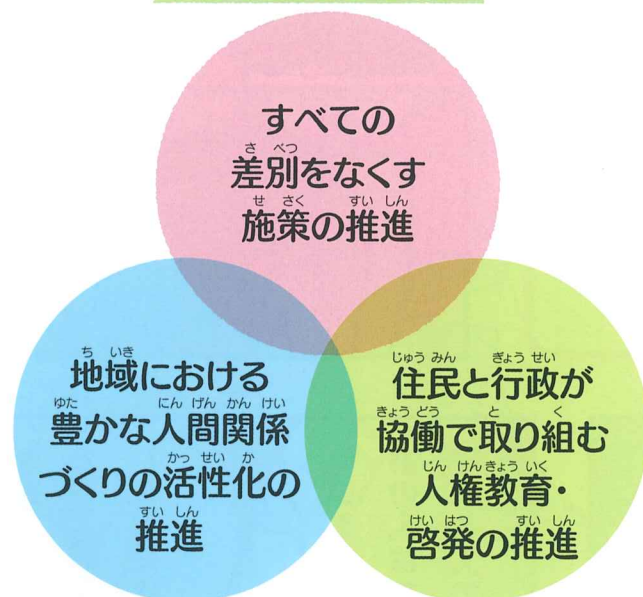 すべての
差別をなくす
施策の推進
地域における
豊かな人間関係
づくりの活性化の
推進
住民と行政が
協働で取り組む
人権教育・
啓発の推進